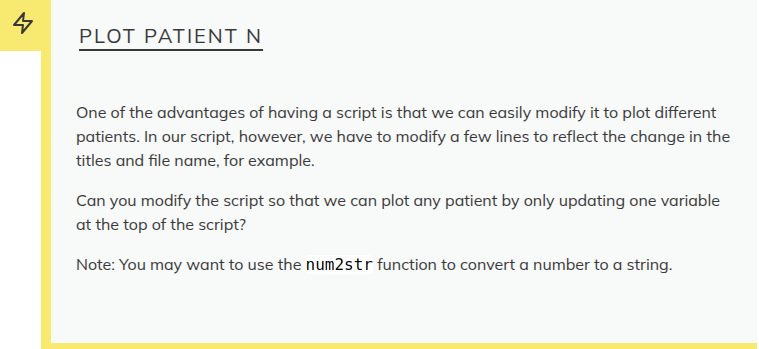 PLOT PATIENT N
One of the advantages of having a script is that we can easily modify it to plot different
patients. In our script, however, we have to modify a few lines to reflect the change in the
titles and file name, for example.
Can you modify the script so that we can plot any patient by only updating one variable
at the top of the script?
Note: You may want to use the num2str function to convert a number to a string.